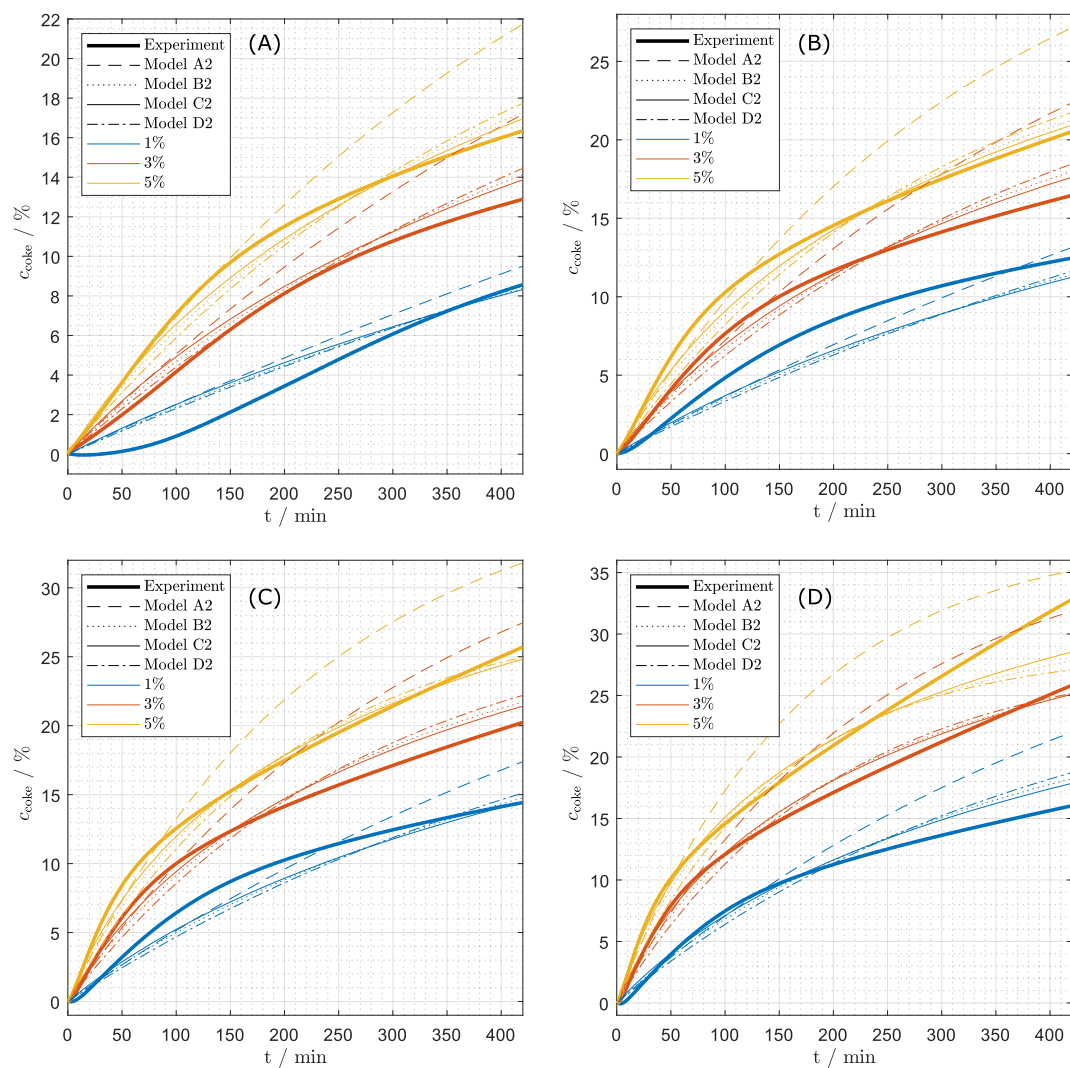 (A)
Experiment
Model A2
Model B2
Model C2
Model D2
1%
3%
5%
22
20
18
16
14
12
10
8
6
4
2
0
c_coke / %
0 50 100 150 200 250 300 350 400
t / min
(B)
Experiment
Model A2
Model B2
Model C2
Model D2
1%
3%
5%
25
20
15
10
5
0
c_coke / %
0 50 100 150 200 250 300 350 400
t / min
(C)
Experiment
Model A2
Model B2
Model C2
Model D2
1%
3%
5%
30
25
20
15
10
5
0
c_coke / %
0 50 100 150 200 250 300 350 400
t / min
(D)
Experiment
Model A2
Model B2
Model C2
Model D2
1%
3%
5%
35
30
25
20
15
10
5
0
c_coke / %
0 50 100 150 200 250 300 350 400
t / min